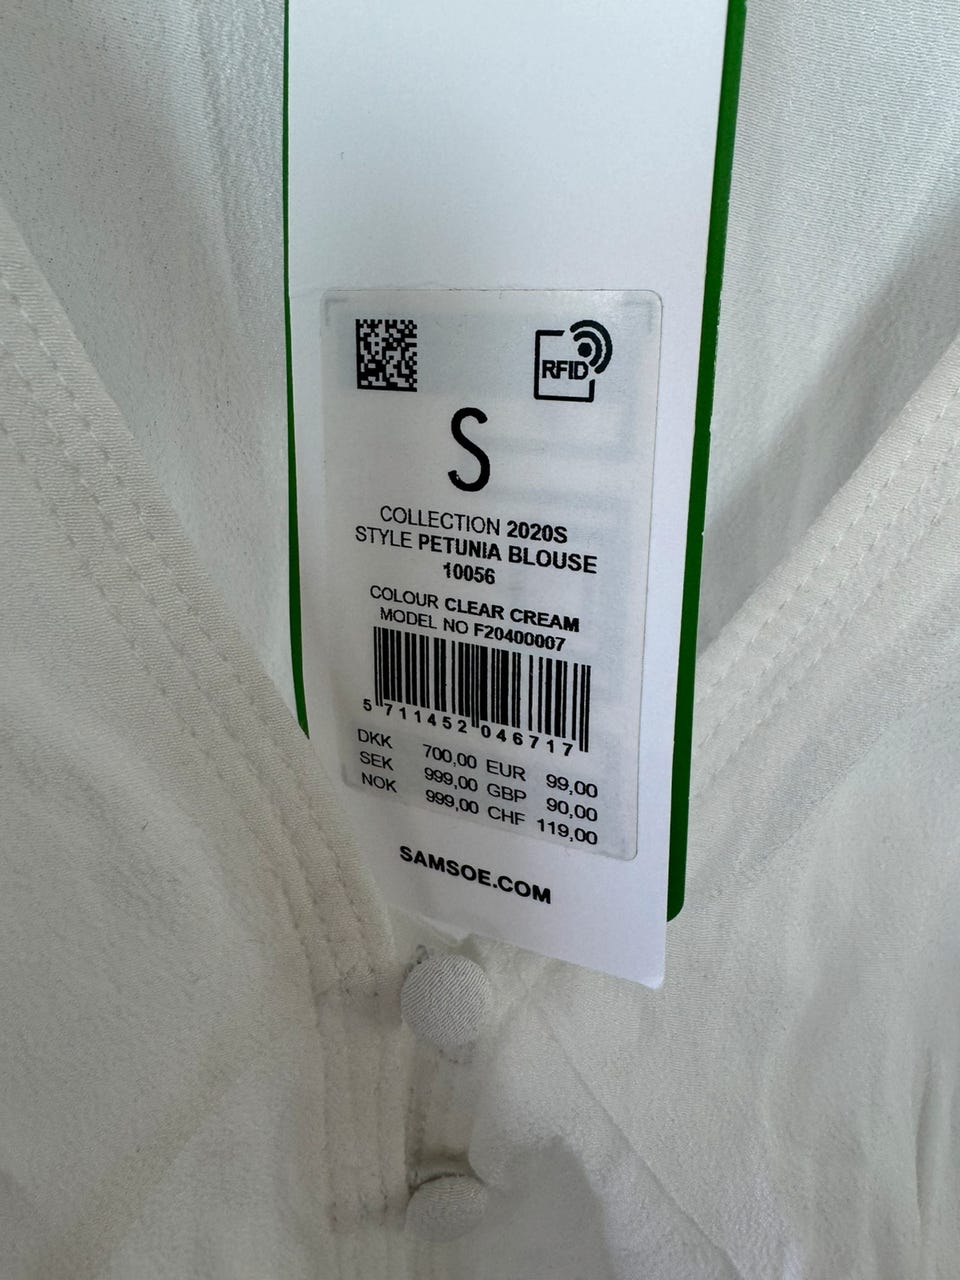 RFID
S
COLLECTION 2020S
STYLE PETUNIA BLOUSE
10056
COLOUR CLEAR CREAM
MODEL NO F20400007
5 711452 046717
DKK 700,00 EUR 99,00
SEK 999,00 GBP 90,00
NOK 999,00 CHF 119,00
SAMSOE.COM